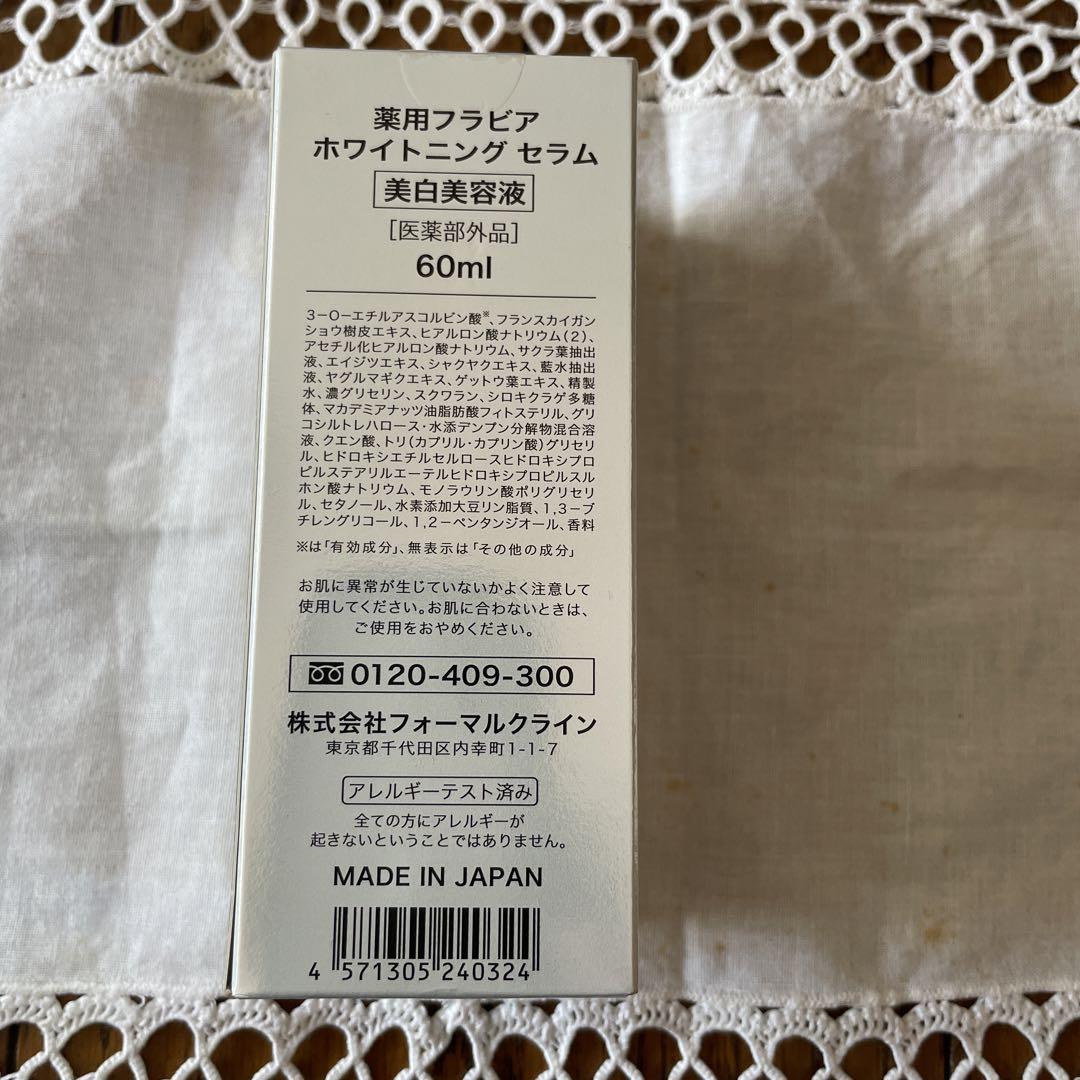 薬用フラビア
ホワイトニング セラム
美白美容液
[医薬部外品]
60ml
3-O-エチルアスコルビン酸※、フランスカイガン
ショウ樹皮エキス、ヒアルロン酸ナトリウム(2)、
アセチル化ヒアルロン酸ナトリウム、サクラ葉抽出
液、エイジツエキス、シャクヤクエキス、藍水抽出
液、ヤグルマギクエキス、ゲットウ葉エキス、精製
水、濃グリセリン、スクワラン、シロキクラゲ多糖
体、マカデミアナッツ油脂肪酸フィトステリル、グリ
コシルトレハロース・水添デンプン分解物混合溶
液、クエン酸、トリ(カプリル・カプリン酸)グリセリ
ル、ヒドロキシエチルセルロースヒドロキシプロ
ピルステアリルエーテルヒドロキシプロピルスル
ホン酸ナトリウム、モノラウリン酸ポリグリセリ
ル、セタノール、水素添加大豆リン脂質、1,3-ブ
チレングリコール、1,2-ペンタンジオール、香料
※は「有効成分」、無表示は「その他の成分」
お肌に異常が生じていないかよく注意して
使用してください。お肌に合わないときは、
ご使用をおやめください。
0120-409-300
株式会社フォーマルクライン
東京都千代田区内幸町1-1-7
アレルギーテスト済み
全ての方にアレルギーが
起きないということではありません。
MADE IN JAPAN
4 571305 240324